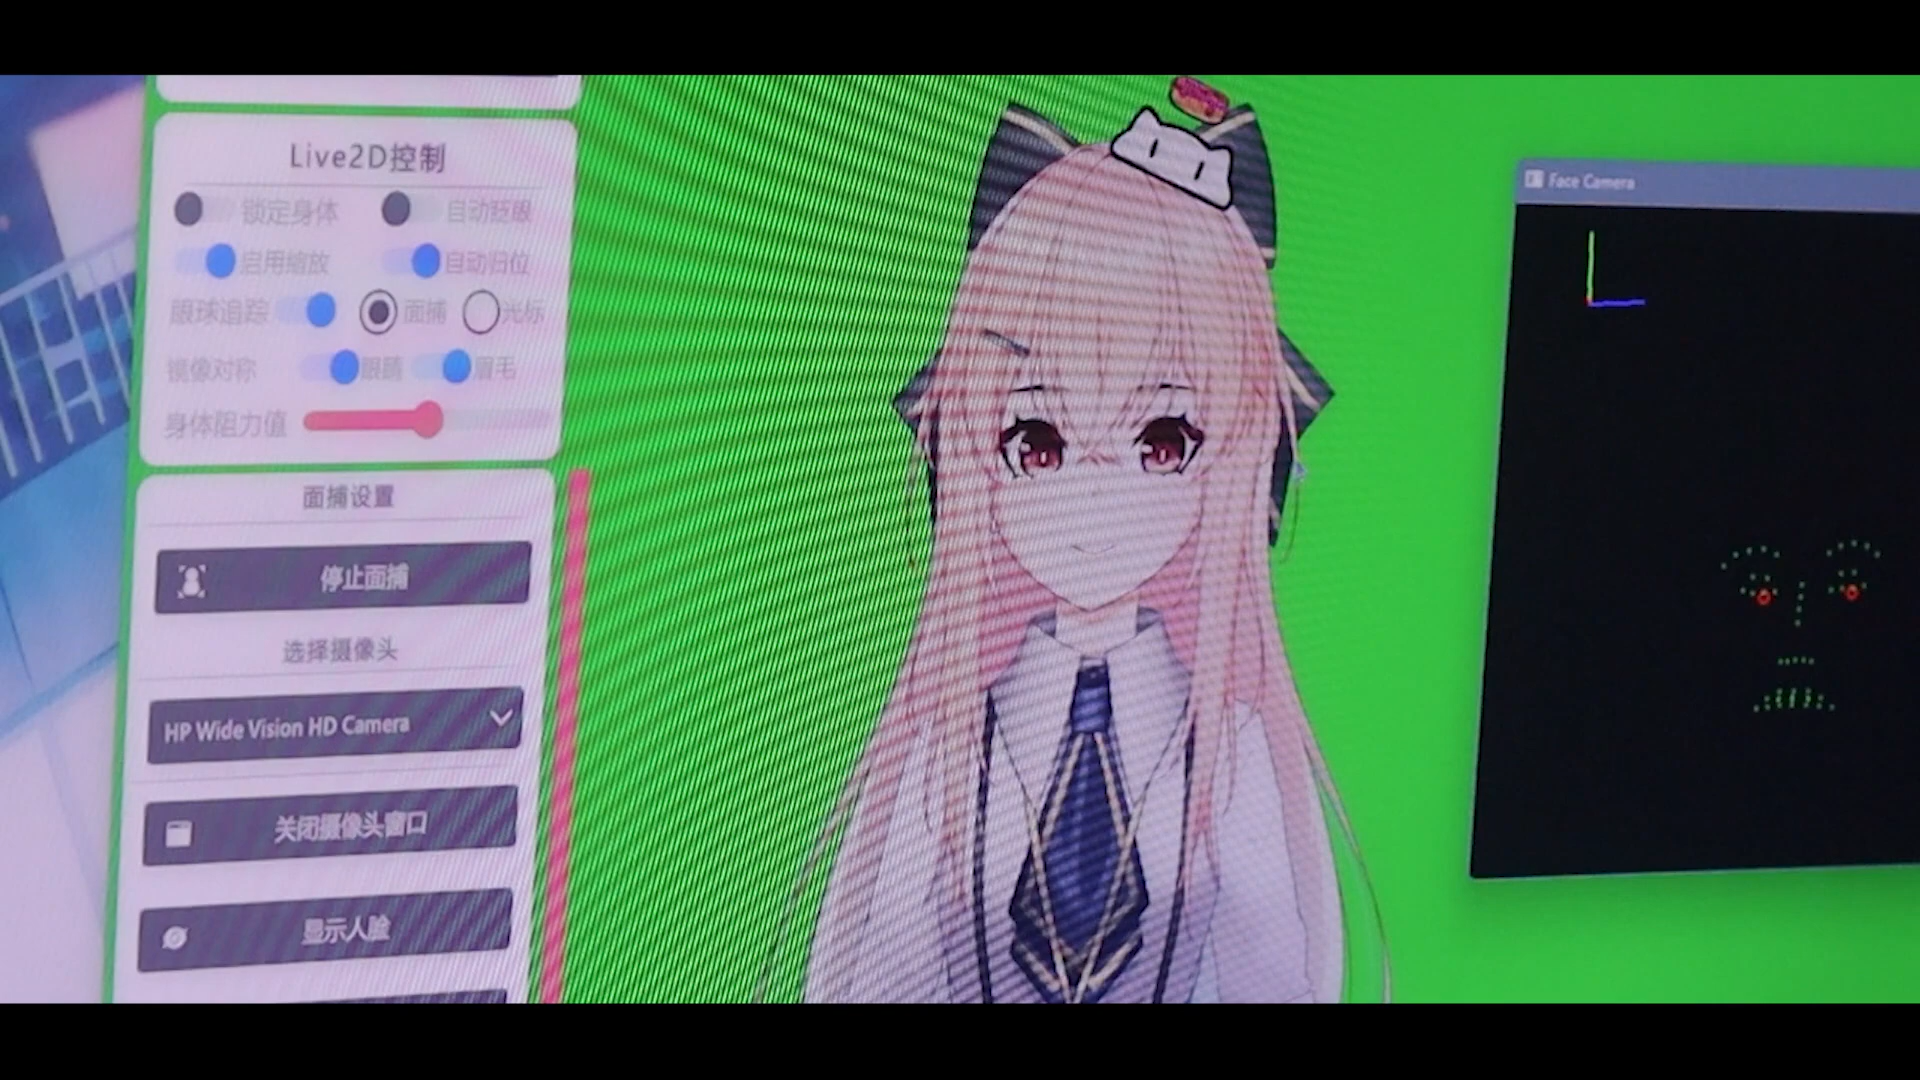 Live2D控制
锁定身体 自动眨眼
启用缩放 自动归位
眼球追踪 面捕 光标
镜像对称 眼睛 眉毛
身体阻力值
面捕设置
停止面捕
选择摄像头
HP Wide Vision HD Camera
关闭摄像头窗口
显示人脸
Face Camera